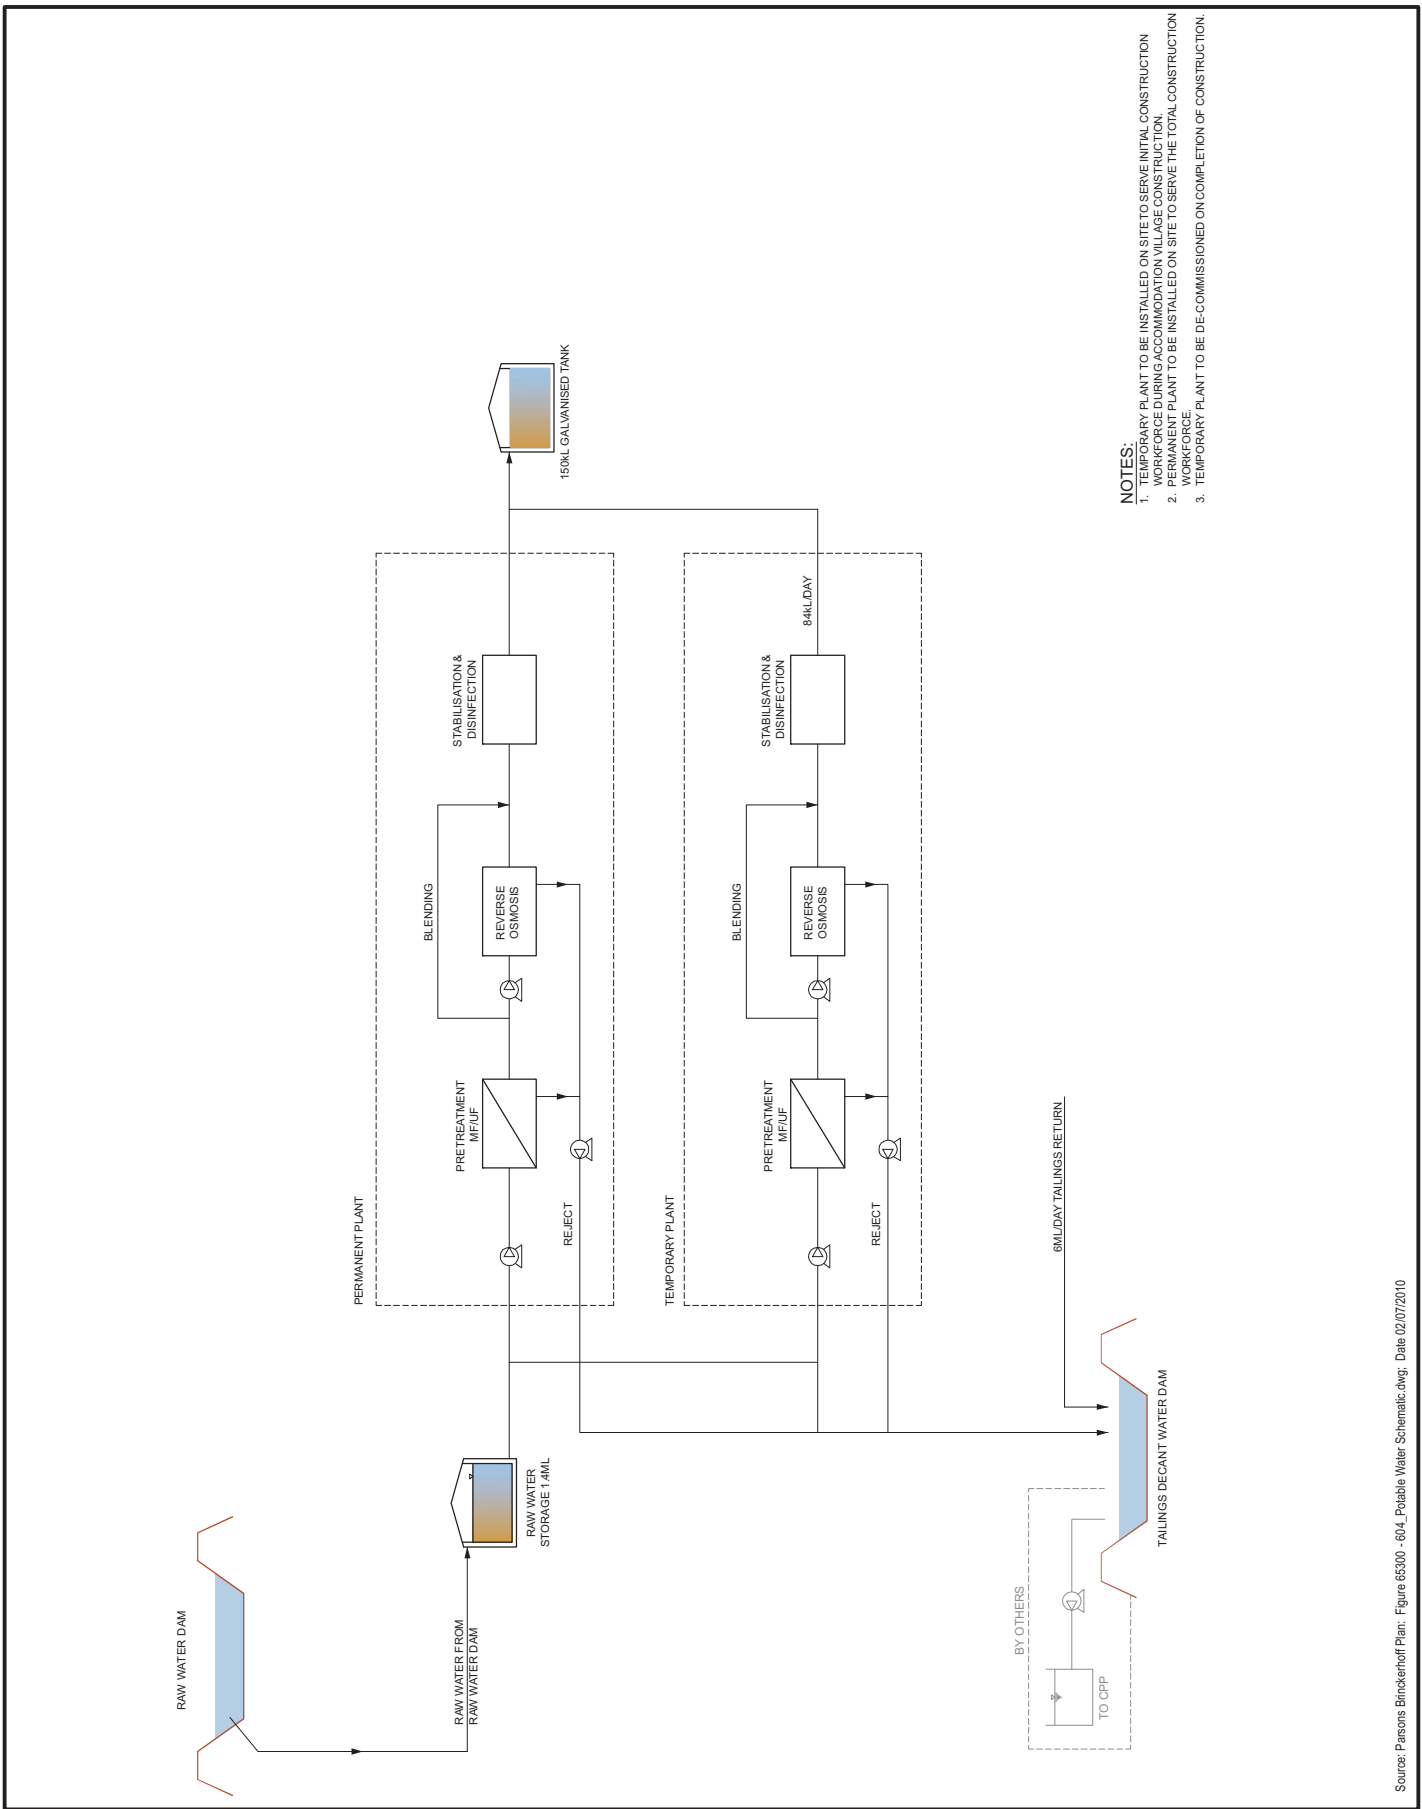 RAW WATER DAM
RAW WATER FROM
RAW WATER DAM
RAW WATER
STORAGE 1.4ML
PERMANENT PLANT
PRETREATMENT
MF/UF
REJECT
BLENDING
REVERSE
OSMOSIS
STABILISATION &
DISINFECTION
150kL GALVANISED TANK
TEMPORARY PLANT
PRETREATMENT
MF/UF
REJECT
BLENDING
REVERSE
OSMOSIS
STABILISATION &
DISINFECTION
84kL/DAY
BY OTHERS
TO CPP
6ML/DAY TAILINGS RETURN
TAILINGS DECANT WATER DAM
NOTES:
1. TEMPORARY PLANT TO BE INSTALLED ON SITE TO SERVE INITIAL CONSTRUCTION
WORKFORCE DURING ACCOMMODATION VILLAGE CONSTRUCTION.
2. PERMANENT PLANT TO BE INSTALLED ON SITE TO SERVE THE TOTAL CONSTRUCTION
WORKFORCE.
3. TEMPORARY PLANT TO BE DE-COMMISSIONED ON COMPLETION OF CONSTRUCTION.
Source: Parsons Brinckerhoff Plan: Figure 65300 - 604_Potable Water Schematic.dwg; Date 02/07/2010